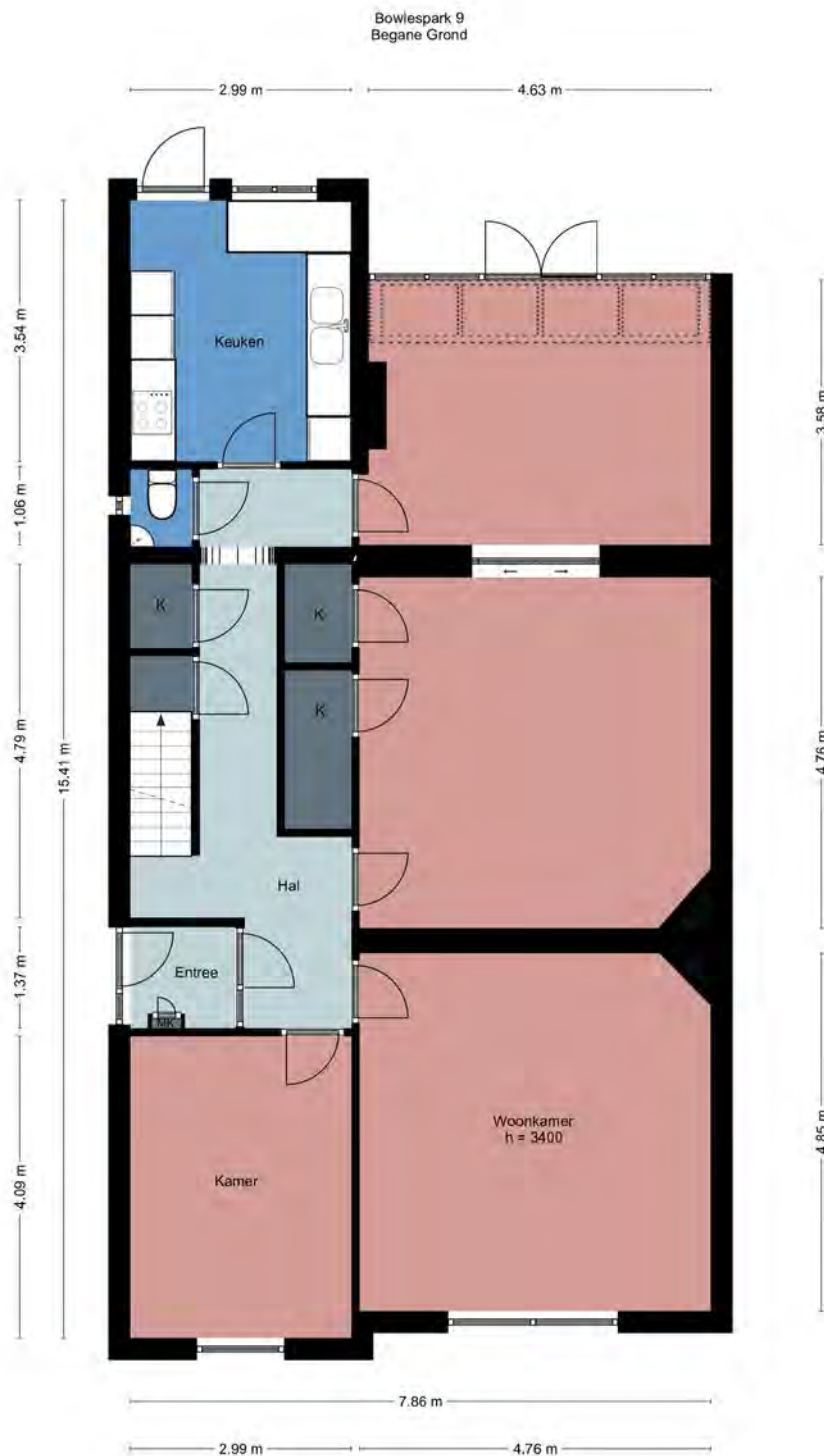 Bowlespark 9
Begane Grond
2.99 m
4.63 m
Keuken
3.54 m
3.58 m
1.06 m
K
K
K
4.79 m
15.41 m
4.76 m
Hal
Entree
MK
1.37 m
Woonkamer
h = 3400
Kamer
4.09 m
4.85 m
7.86 m
2.99 m
4.76 m